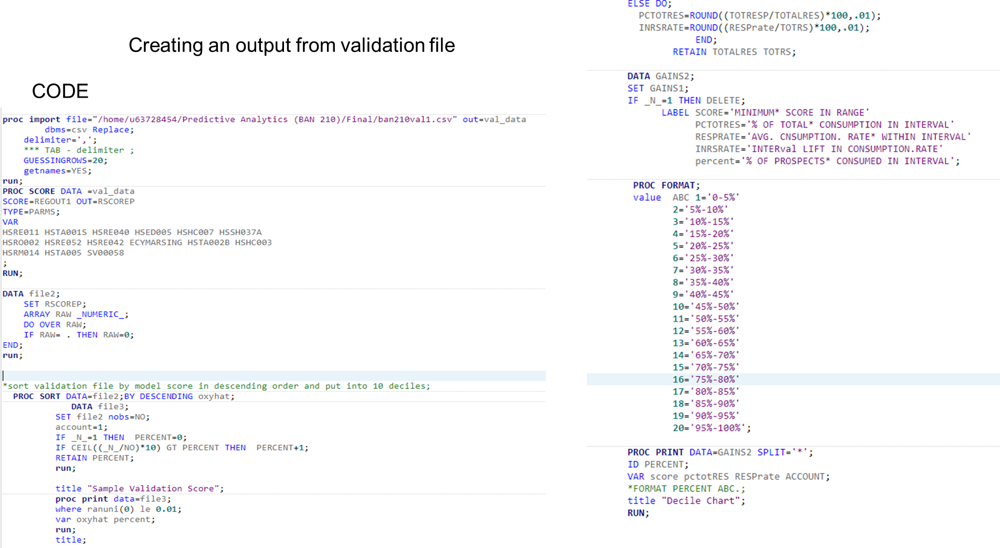 Creating an output from validation file
CODE
proc import file="/home/u63728454/Predictive Analytics (BAN 210)/Final/ban210val1.csv" out=val_data
dbms=csv Replace;
delimiter=',';
*** TAB - delimiter ;
GUESSINGROWS=20;
getnames=YES;
run;
PROC SCORE DATA =val_data
SCORE=REGOUT1 OUT=RSCOREP
TYPE=PARMS;
VAR
HSRE011 HSTA001S HSRE040 HSED005 HSHC007 HSSH037A
HSRO002 HSRE052 HSRE042 ECYMARSING HSTA002B HSHC003
HSRM014 HSTA005 SV00058
;
RUN;
DATA file2;
SET RSCOREP;
ARRAY RAW _NUMERIC_;
DO OVER RAW;
IF RAW= . THEN RAW=0;
END;
run;
*sort validation file by model score in descending order and put into 10 deciles;
PROC SORT DATA=file2;BY DESCENDING oxyhat;
DATA file3;
SET file2 nobs=NO;
account=1;
IF _N_=1 THEN PERCENT=0;
IF CEIL((_N_/NO)*10) GT PERCENT THEN PERCENT+1;
RETAIN PERCENT;
run;
title "Sample Validation Score";
proc print data=file3;
where ranuni(0) le 0.01;
var oxyhat percent;
run;
title;
ELSE DO;
PCTOTRES=ROUND((TOTRESP/TOTALRES)*100,.01);
INRSRATE=ROUND((RESPrate/TOTRS)*100,.01);
END;
RETAIN TOTALRES TOTRS;
DATA GAINS2;
SET GAINS1;
IF _N_=1 THEN DELETE;
LABEL SCORE='MINIMUM* SCORE IN RANGE'
PCTOTRES='% OF TOTAL* CONSUMPTION IN INTERVAL'
RESPRATE='AVG. CNSUMPTION. RATE* WITHIN INTERVAL'
INRSRATE='INTERval LIFT IN CONSUMPTION.RATE'
percent='% OF PROSPECTS* CONSUMED IN INTERVAL';
PROC FORMAT;
value ABC 1='0-5%'
2='5%-10%'
3='10%-15%'
4='15%-20%'
5='20%-25%'
6='25%-30%'
7='30%-35%'
8='35%-40%'
9='40%-45%'
10='45%-50%'
11='50%-55%'
12='55%-60%'
13='60%-65%'
14='65%-70%'
15='70%-75%'
16='75%-80%'
17='80%-85%'
18='85%-90%'
19='90%-95%'
20='95%-100%';
PROC PRINT DATA=GAINS2 SPLIT='*';
ID PERCENT;
VAR score pctotRES RESPrate ACCOUNT;
*FORMAT PERCENT ABC.;
title "Decile Chart";
RUN;